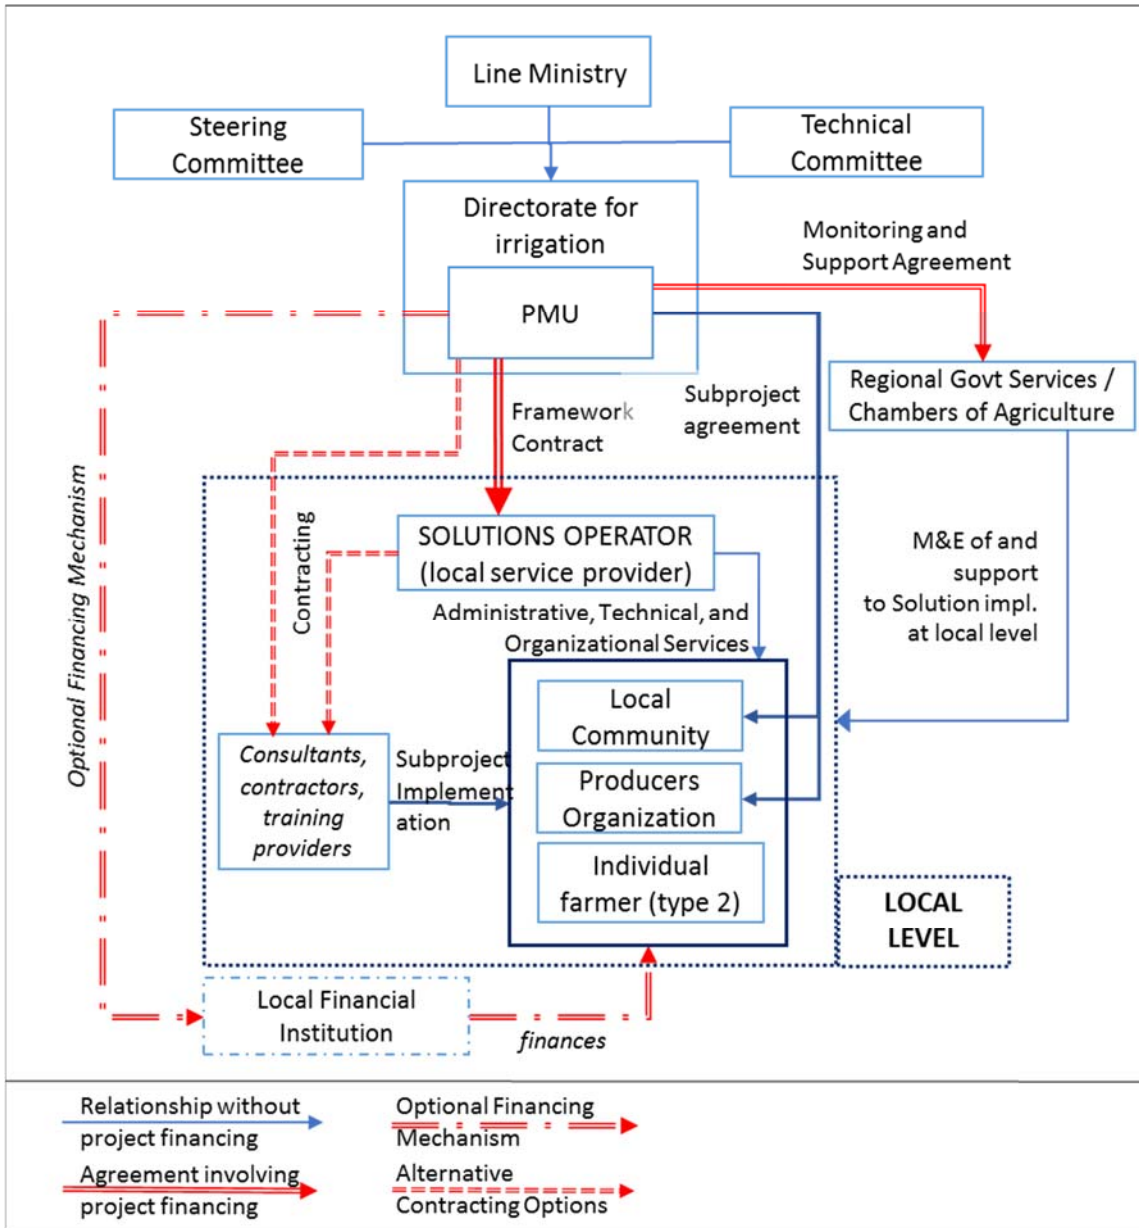 Line Ministry
Steering
Committee
Technical
Committee
Directorate for
irrigation
PMU
Monitoring and
Support Agreement
Regional Govt Services /
Chambers of Agriculture
Framework
Contract
Subproject
agreement
Optional Financing Mechanism
Contracting
SOLUTIONS OPERATOR
(local service provider)
Administrative, Technical, and
Organizational Services
M&E of and
support
to Solution impl.
at local level
Local
Community
Consultants,
contractors,
training
providers
Subproject
Implement
ation
Producers
Organization
Individual
farmer (type 2)
LOCAL
LEVEL
Local Financial
Institution
finances
Relationship without
project financing
Optional Financing
Mechanism
Agreement involving
project financing
Alternative
Contracting Options